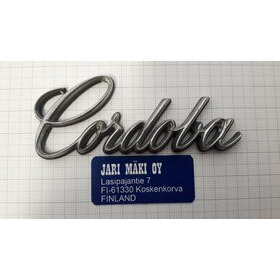 Cordoba
JARI MÄKI OY
Lasipajantie 7
FI-61330 Koskenkorva
FINLAND